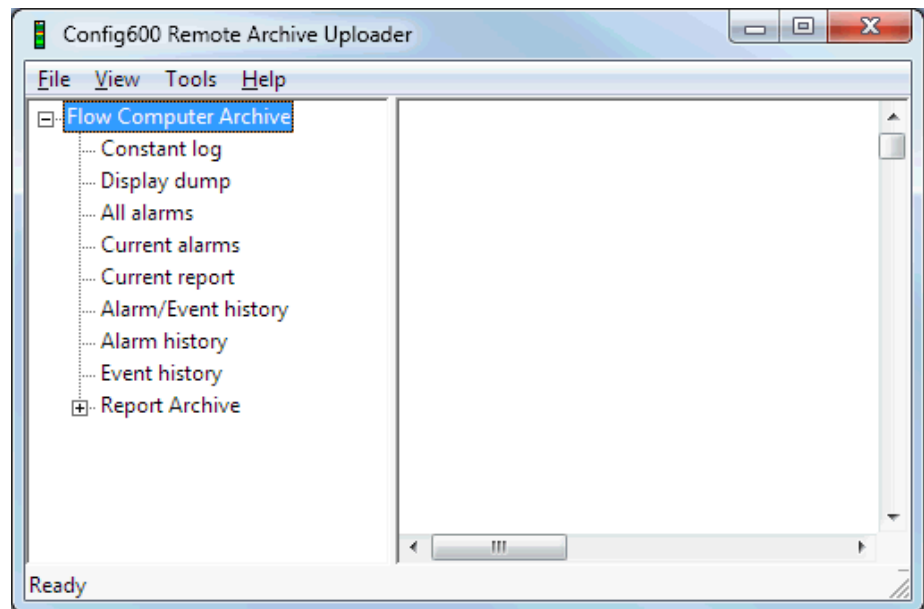 Config600 Remote Archive Uploader
File View Tools Help
Flow Computer Archive
Constant log
Display dump
All alarms
Current alarms
Current report
Alarm/Event history
Alarm history
Event history
Report Archive
Ready